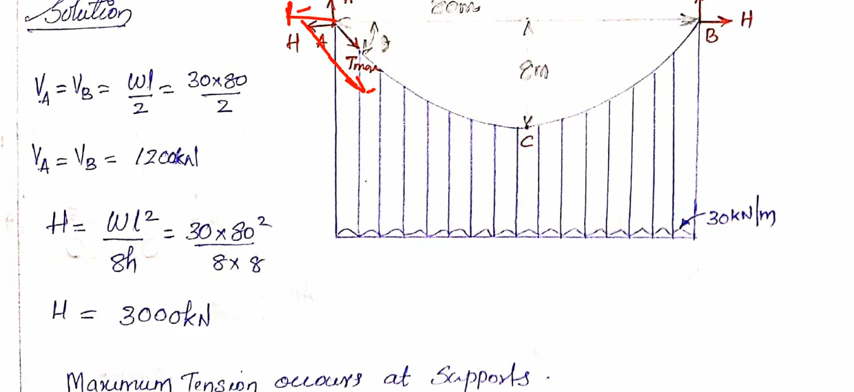 Solution
80m
H
A
Tmax
B
H
8m
C
V_A = V_B = Wl/2 = 30×80/2
V_A = V_B = 1200kN
H = Wl²/8h = 30×80²/8×8
30kN/m
H = 3000kN
Maximum Tension occurs at Supports.